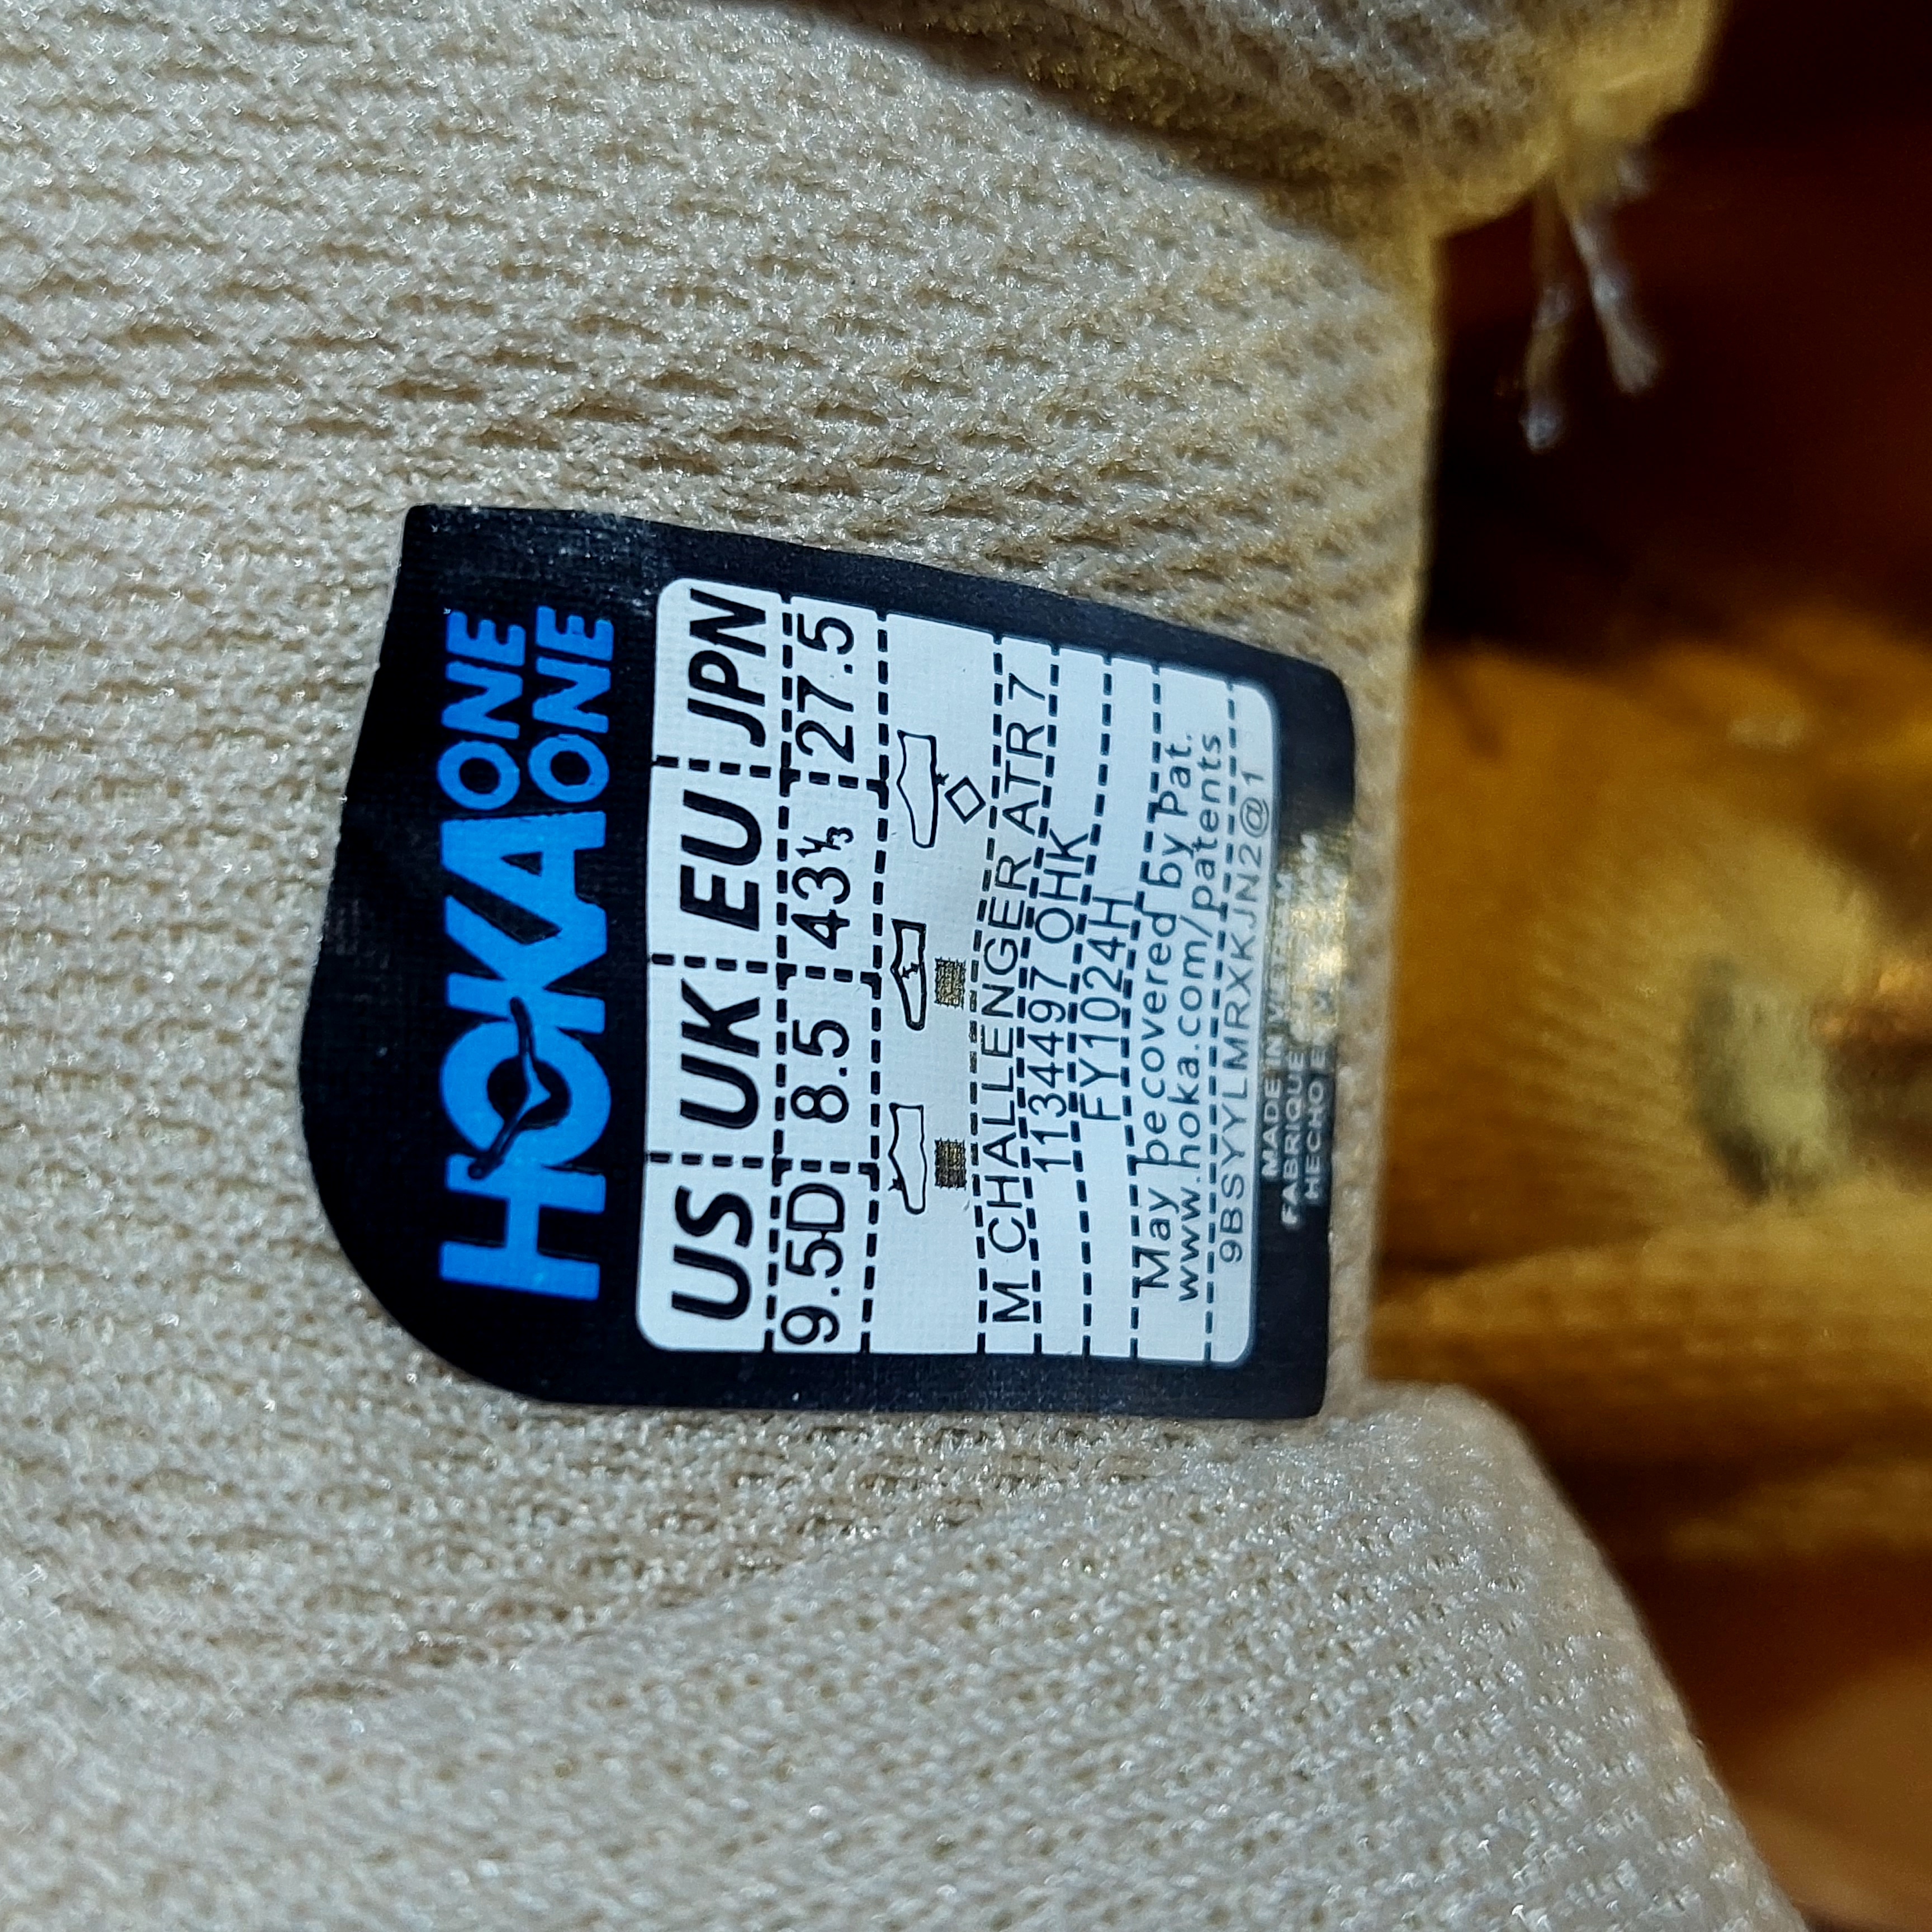 HOKA ONE ONE
US UK EU JPN
9.5D 8.5 43⅓ 27.5
M CHALLENGER ATR 7
1134497 OHK
FY1024H
May be covered by Pat.
www.hoka.com/patents
9BSYYLMRXKJN2@1
MADE IN
FABRIQUE
HECHO